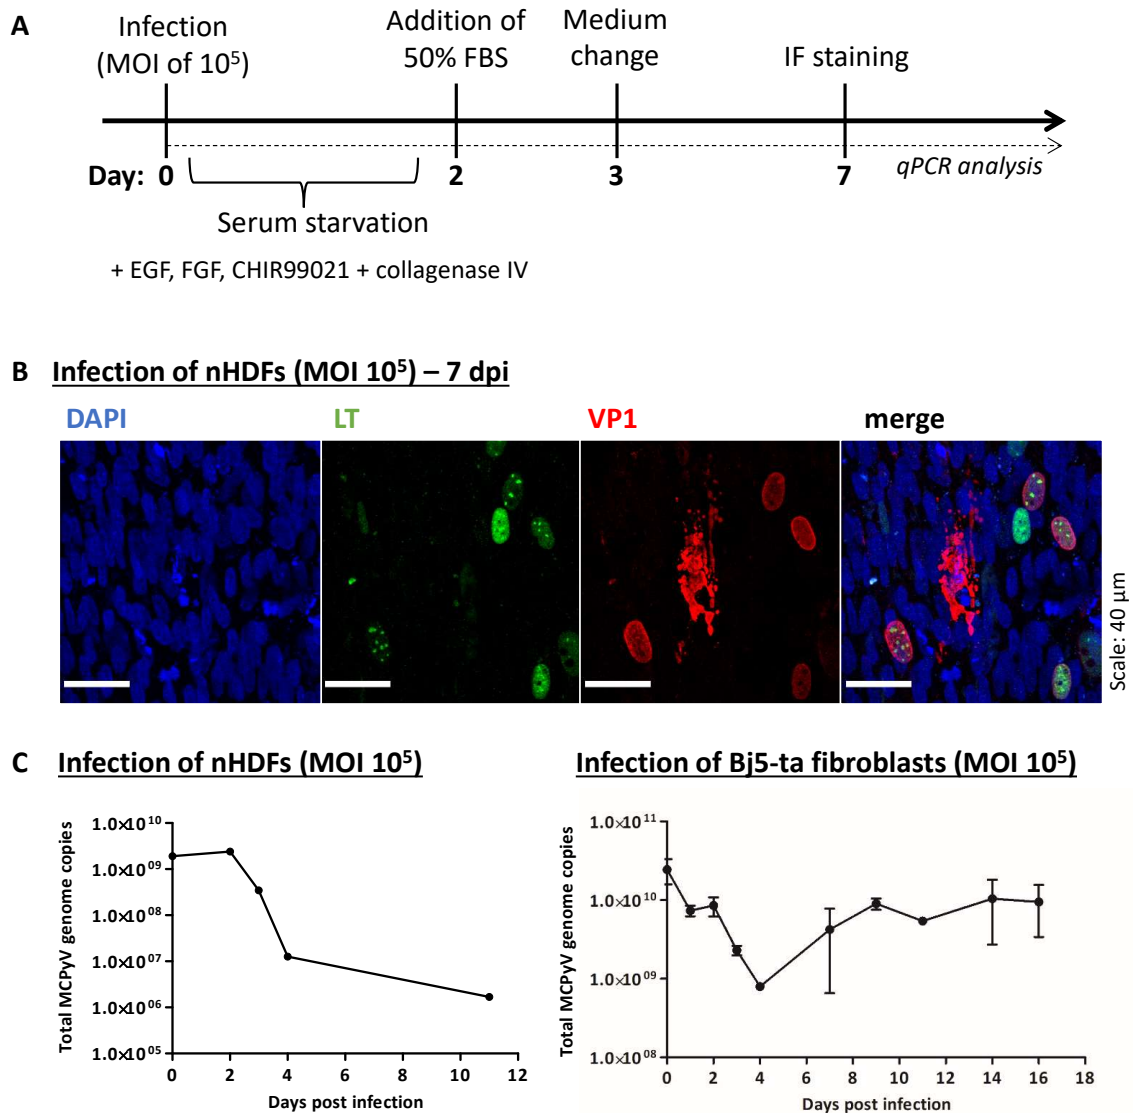 A
Infection
(MOI of 10⁵)
Addition of
50% FBS
Medium
change
IF staining
Day: 0 2 3 7
qPCR analysis
Serum starvation
+ EGF, FGF, CHIR99021 + collagenase IV
B Infection of nHDFs (MOI 10⁵) – 7 dpi
DAPI LT VP1 merge
Scale: 40 µm
C Infection of nHDFs (MOI 10⁵)
Total MCPyV genome copies
1.0×10¹⁰
1.0×10⁰⁹
1.0×10⁰⁸
1.0×10⁰⁷
1.0×10⁰⁶
1.0×10⁰⁵
0 2 4 6 8 10 12
Days post infection
Infection of Bj5-ta fibroblasts (MOI 10⁵)
Total MCPyV genome copies
1.0×10¹¹
1.0×10¹⁰
1.0×10⁰⁹
1.0×10⁰⁸
0 2 4 6 8 10 12 14 16 18
Days post infection